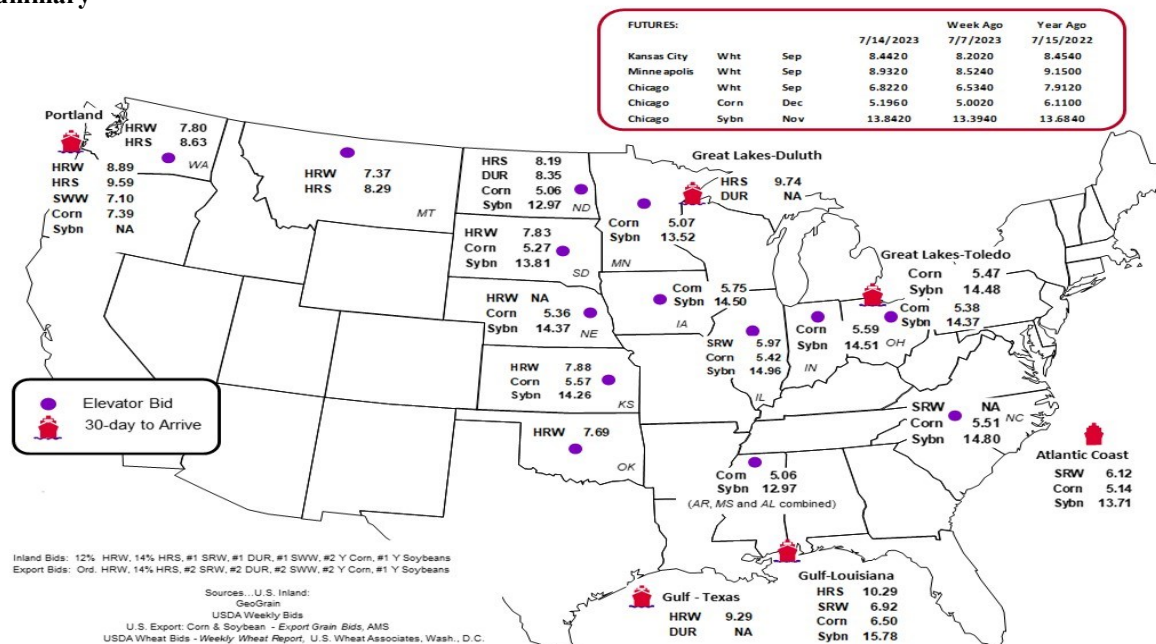 FUTURES:
Week Ago Year Ago
7/14/2023 7/7/2023 7/15/2022
Kansas City Wht Sep 8.4420 8.2020 8.4540
Minneapolis Wht Sep 8.9320 8.5240 9.1500
Chicago Wht Sep 6.8220 6.5340 7.9120
Chicago Corn Dec 5.1960 5.0020 6.1100
Chicago Sybn Nov 13.8420 13.3940 13.6840
Portland
HRW 8.89
HRS 9.59
SWW 7.10
Corn 7.39
Sybn NA
HRW 7.80
HRS 8.63
WA
HRW 7.37
HRS 8.29
MT
HRS 8.19
DUR 8.35
Corn 5.06
Sybn 12.97
ND
HRW 7.83
Corn 5.27
Sybn 13.81
SD
HRW NA
Corn 5.36
Sybn 14.37
NE
HRW 7.88
Corn 5.57
Sybn 14.26
KS
HRW 7.69
OK
Great Lakes-Duluth
HRS 9.74
DUR NA
Corn 5.07
Sybn 13.52
MN
Corn 5.75
Sybn 14.50
IA
SRW 5.97
Corn 5.42
Sybn 14.96
IL
Great Lakes-Toledo
Corn 5.47
Sybn 14.48
Corn 5.38
Sybn 14.37
OH
Corn 5.59
Sybn 14.51
IN
SRW NA
Corn 5.51
Sybn 14.80
NC
Atlantic Coast
SRW 6.12
Corn 5.14
Sybn 13.71
Corn 5.06
Sybn 12.97
(AR, MS and AL combined)
Gulf-Louisiana
HRS 10.29
SRW 6.92
Corn 6.50
Sybn 15.78
Gulf - Texas
HRW 9.29
DUR NA
Elevator Bid
30-day to Arrive
Inland Bids: 12% HRW, 14% HRS, #1 SRW, #1 DUR, #1 SWW, #2 Y Corn, #1 Y Soybeans
Export Bids: Ord. HRW, 14% HRS, #2 SRW, #2 DUR, #2 SWW, #2 Y Corn, #1 Y Soybeans
Sources...U.S. Inland:
GeoGrain
USDA Weekly Bids
U.S. Export: Corn & Soybean - Export Grain Bids, AMS
USDA Wheat Bids - Weekly Wheat Report, U.S. Wheat Associates, Wash., D.C.